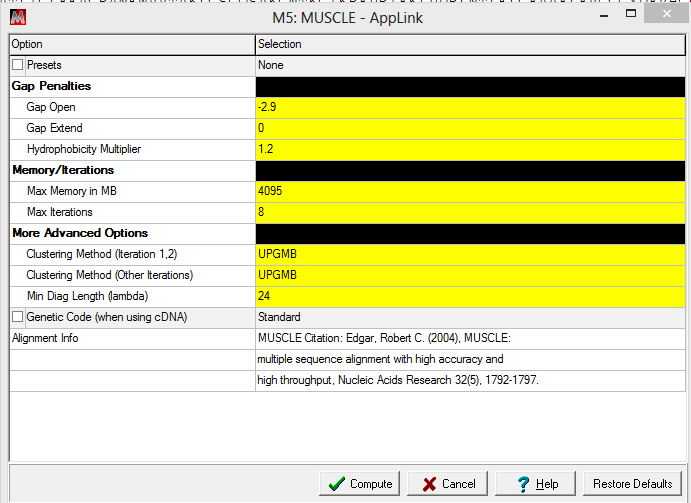 M5: MUSCLE - AppLink
Option Selection
Presets None
Gap Penalties
Gap Open -2.9
Gap Extend 0
Hydrophobicity Multiplier 1.2
Memory/Iterations
Max Memory in MB 4095
Max Iterations 8
More Advanced Options
Clustering Method (Iteration 1,2) UPGMB
Clustering Method (Other Iterations) UPGMB
Min Diag Length (lambda) 24
Genetic Code (when using cDNA) Standard
Alignment Info MUSCLE Citation: Edgar, Robert C. (2004), MUSCLE:
multiple sequence alignment with high accuracy and
high throughput, Nucleic Acids Research 32(5), 1792-1797.
Compute Cancel ? Help Restore Defaults